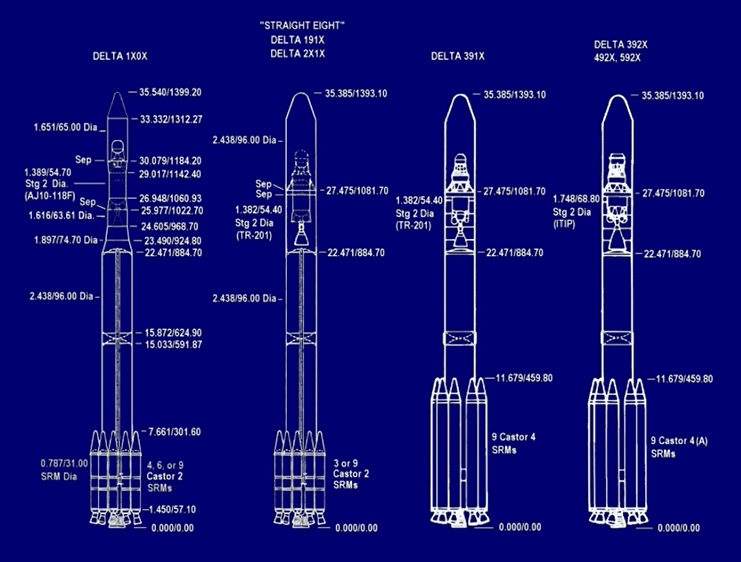 DELTA 1X0X
35.540/1399.20
33.332/1312.27
1.651/65.00 Dia
Sep
30.079/1184.20
29.017/1142.40
1.389/54.70
Stg 2 Dia.
(AJ10-118F)
26.948/1060.93
Sep
25.977/1022.70
1.616/63.61 Dia.
24.605/968.70
1.897/74.70 Dia
23.490/924.80
22.471/884.70
2.438/96.00 Dia
15.872/624.90
15.033/591.87
7.661/301.60
0.787/31.00
SRM Dia
4, 6, or 9
Castor 2
SRMs
1.450/57.10
0.000/0.00
"STRAIGHT EIGHT"
DELTA 191X
DELTA 2X1X
35.385/1393.10
2.438/96.00 Dia
Sep
Sep
27.475/1081.70
1.382/54.40
Stg 2 Dia
(TR-201)
22.471/884.70
2.438/96.00 Dia
3 or 9
Castor 2
SRMs
0.000/0.00
DELTA 391X
35.385/1393.10
27.475/1081.70
1.382/54.40
Stg 2 Dia
(TR-201)
22.471/884.70
11.679/459.80
9 Castor 4
SRMs
0.000/0.00
DELTA 392X
492X, 592X
35.385/1393.10
27.475/1081.70
1.748/68.80
Stg 2 Dia
(ITIP)
22.471/884.70
11.679/459.80
9 Castor 4(A)
SRMs
0.000/0.00